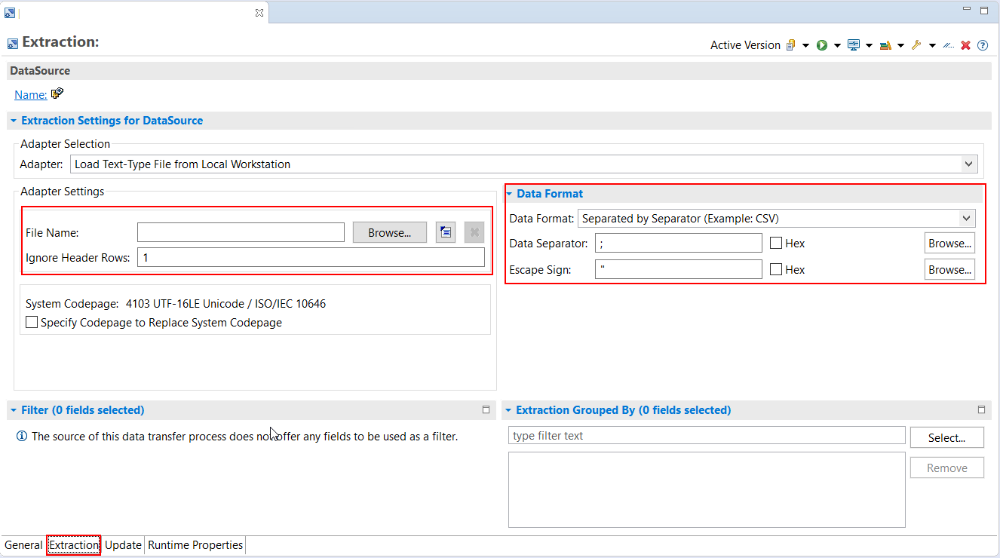 Extraction:
Active Version
DataSource
Name:
Extraction Settings for DataSource
Adapter Selection
Adapter: Load Text-Type File from Local Workstation
Adapter Settings
File Name: Browse...
Ignore Header Rows: 1
System Codepage: 4103 UTF-16LE Unicode / ISO/IEC 10646
Specify Codepage to Replace System Codepage
Data Format
Data Format: Separated by Separator (Example: CSV)
Data Separator: ; Hex Browse...
Escape Sign: " Hex Browse...
Filter (0 fields selected)
The source of this data transfer process does not offer any fields to be used as a filter.
Extraction Grouped By (0 fields selected)
type filter text
Select...
Remove
General Extraction Update Runtime Properties